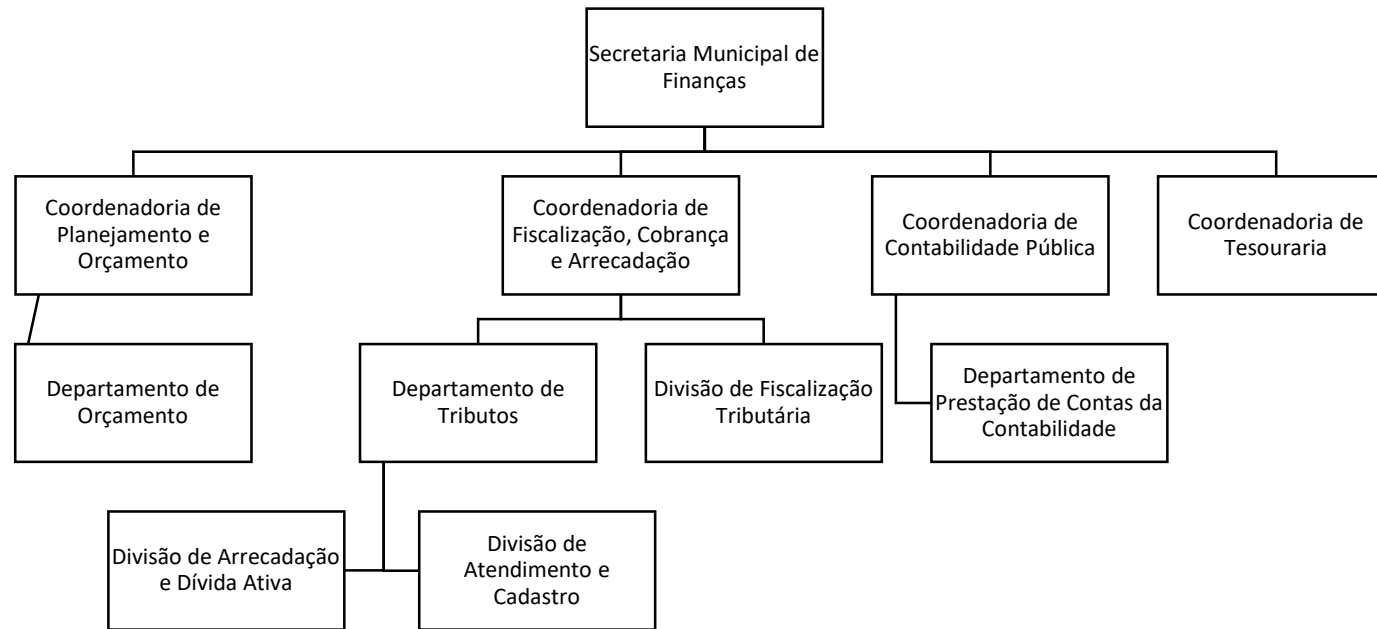 Secretaria Municipal de
Finanças
Coordenadoria de
Planejamento e
Orçamento
Coordenadoria de
Fiscalização, Cobrança
e Arrecadação
Coordenadoria de
Contabilidade Pública
Coordenadoria de
Tesouraria
Departamento de
Orçamento
Departamento de
Tributos
Divisão de Fiscalização
Tributária
Departamento de
Prestação de Contas da
Contabilidade
Divisão de Arrecadação
e Dívida Ativa
Divisão de
Atendimento e
Cadastro